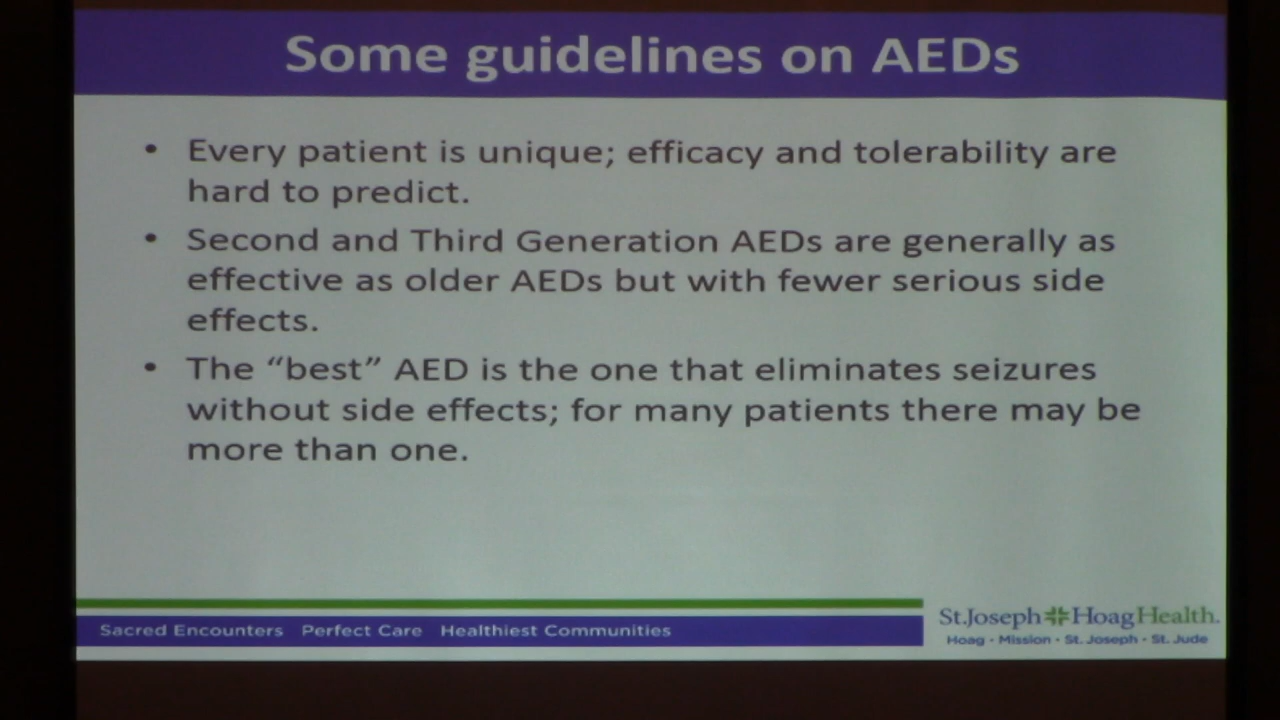 Some guidelines on AEDs
• Every patient is unique; efficacy and tolerability are
hard to predict.
• Second and Third Generation AEDs are generally as
effective as older AEDs but with fewer serious side
effects.
• The “best” AED is the one that eliminates seizures
without side effects; for many patients there may be
more than one.
Sacred Encounters Perfect Care Healthiest Communities
St.Joseph HoagHealth.
Hoag · Mission · St. Joseph · St. Jude